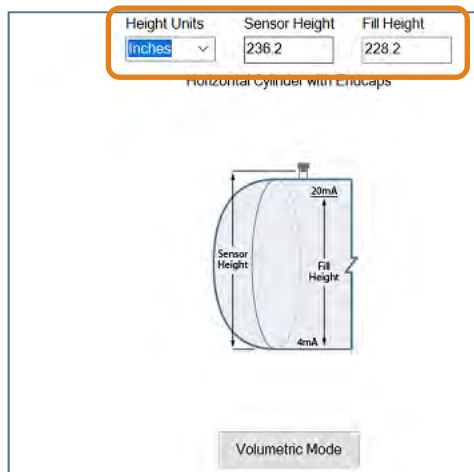 Height Units Sensor Height Fill Height
Inches 236.2 228.2
Horizontal Cylinder with Endcaps
20mA
Sensor
Height
Fill
Height
4mA
Volumetric Mode